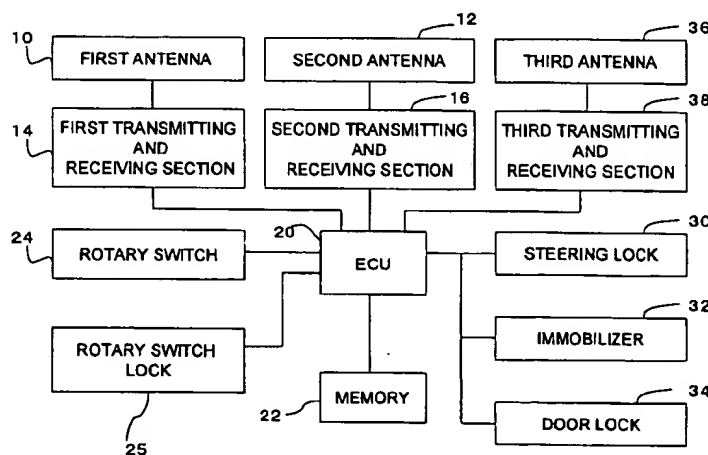 10
FIRST ANTENNA
12
SECOND ANTENNA
36
THIRD ANTENNA
14
FIRST TRANSMITTING
AND
RECEIVING SECTION
16
SECOND TRANSMITTING
AND
RECEIVING SECTION
38
THIRD TRANSMITTING
AND
RECEIVING SECTION
24
ROTARY SWITCH
20
ECU
30
STEERING LOCK
ROTARY SWITCH
LOCK
25
22
MEMORY
32
IMMOBILIZER
34
DOOR LOCK